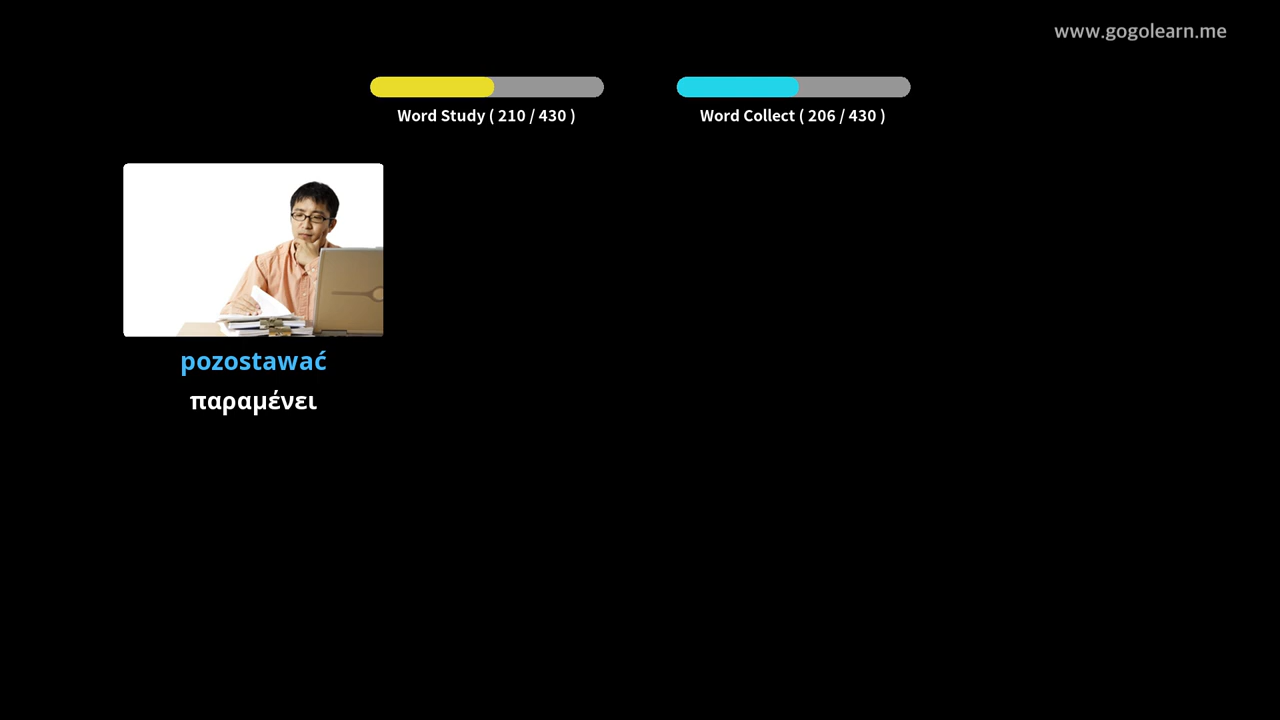 www.gogolearn.me
Word Study ( 210 / 430 )
Word Collect ( 206 / 430 )
pozostawać
παραμένει